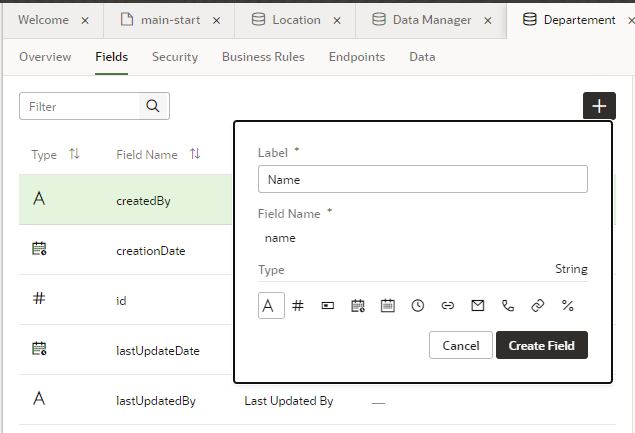 Welcome
main-start
Location
Data Manager
Departement
Overview
Fields
Security
Business Rules
Endpoints
Data
Filter
Type
Field Name
createdBy
creationDate
id
lastUpdateDate
lastUpdatedBy
Last Updated By
Label *
Name
Field Name *
name
Type
String
Cancel
Create Field